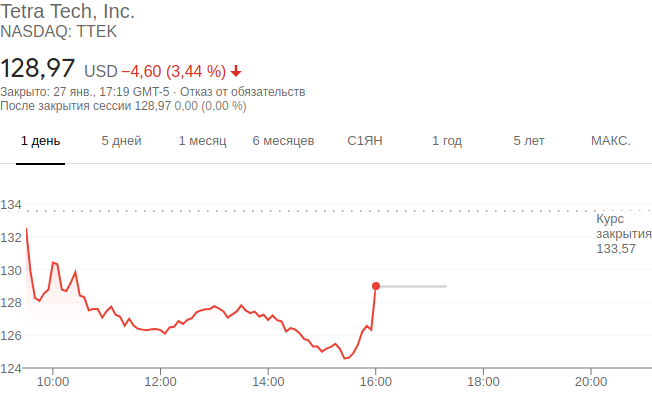 Tetra Tech, Inc.
NASDAQ: TTEK
128,97 USD −4,60 (3,44 %)
Закрыто: 27 янв., 17:19 GMT-5 · Отказ от обязательств
После закрытия сессии 128,97 0,00 (0,00 %)
1 день 5 дней 1 месяц 6 месяцев С1ЯН 1 год 5 лет МАКС.
134
Курс
закрытия
133,57
132
130
128
126
124
10:00 12:00 14:00 16:00 18:00 20:00